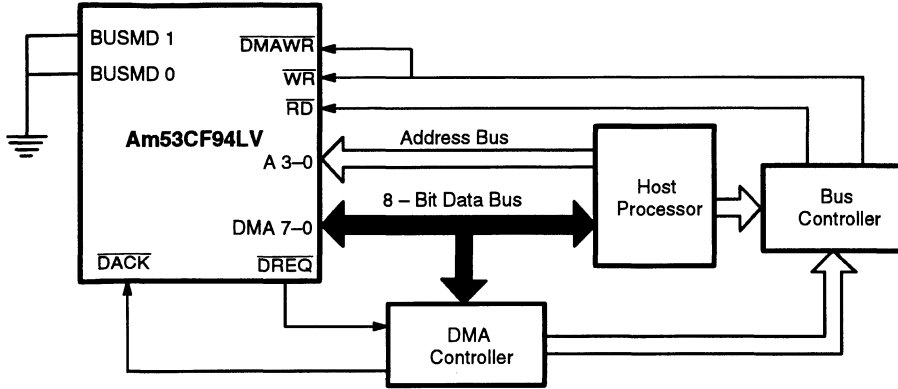 BUSMD 1
BUSMD 0
DMAWR
WR
RD
Am53CF94LV
A 3–0
DMA 7–0
DACK
DREQ
Address Bus
8 – Bit Data Bus
Host
Processor
Bus
Controller
DMA
Controller